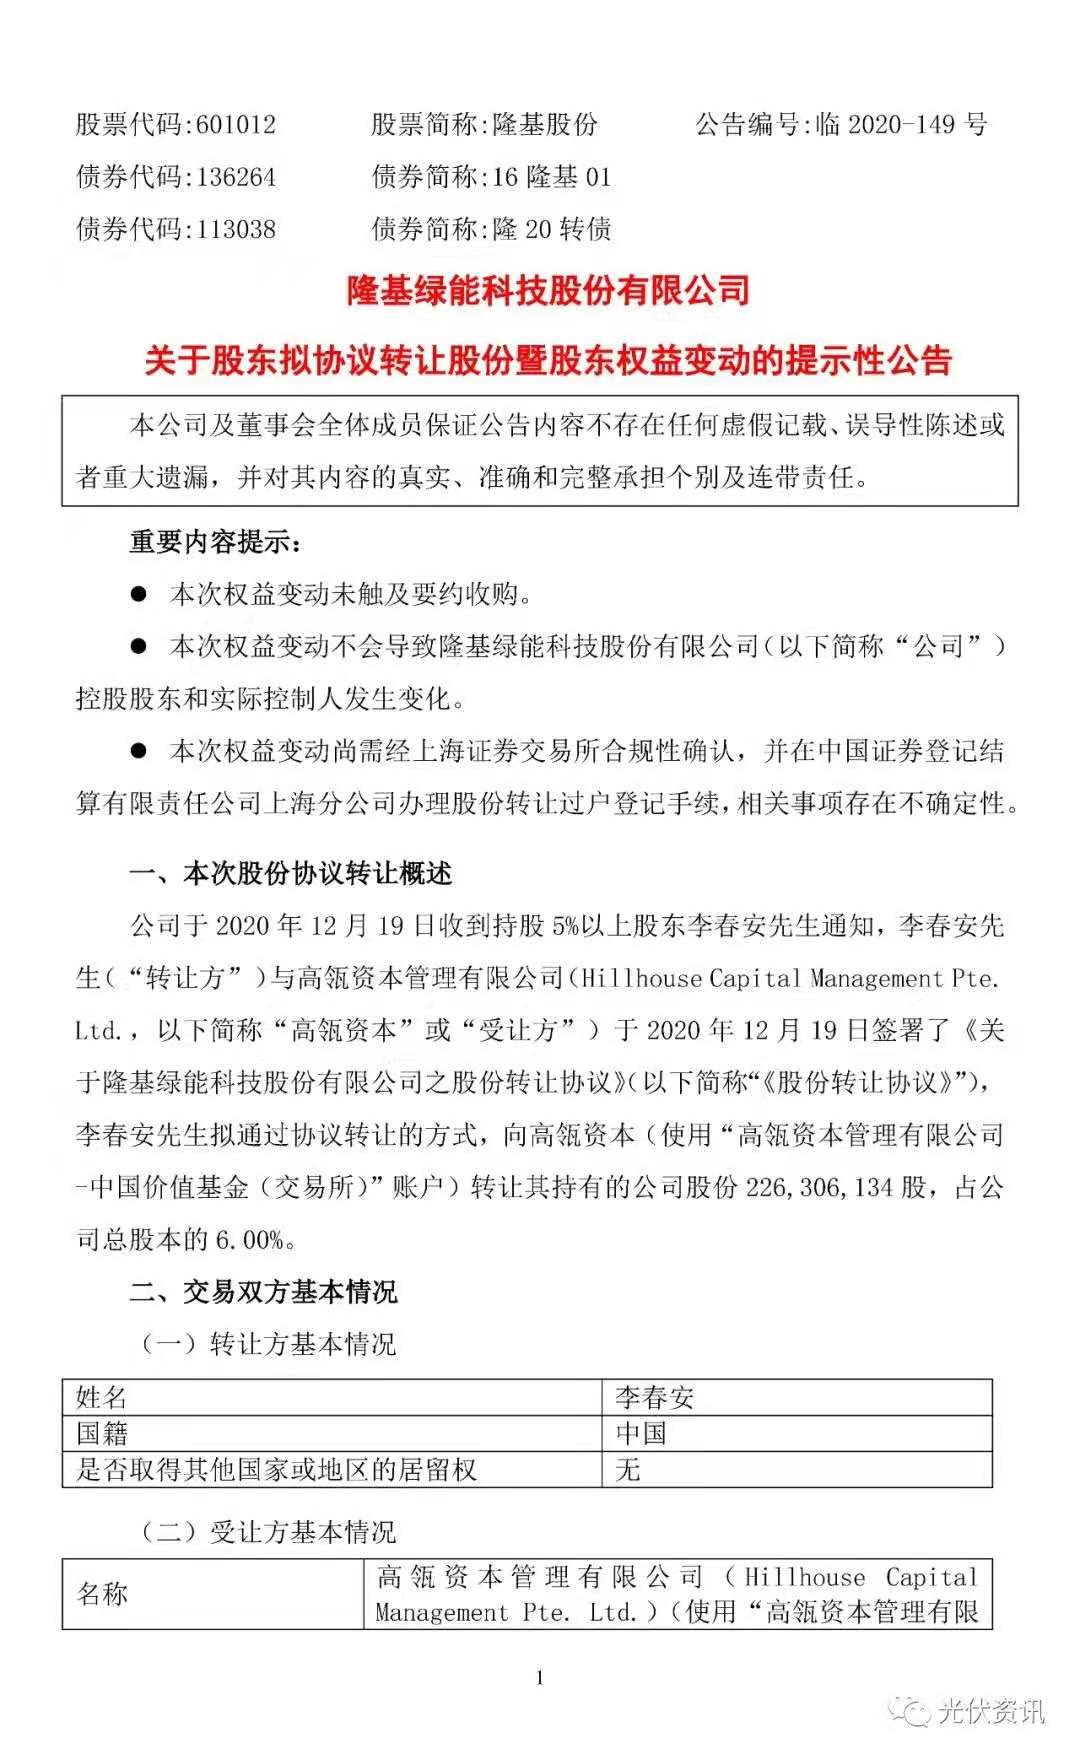 股票代码:601012 股票简称:隆基股份 公告编号:临 2020-149 号
债券代码:136264 债券简称:16 隆基 01
债券代码:113038 债券简称:隆 20 转债
隆基绿能科技股份有限公司
关于股东拟协议转让股份暨股东权益变动的提示性公告
本公司及董事会全体成员保证公告内容不存在任何虚假记载、误导性陈述或
者重大遗漏，并对其内容的真实、准确和完整承担个别及连带责任。
重要内容提示：
● 本次权益变动未触及要约收购。
● 本次权益变动不会导致隆基绿能科技股份有限公司（以下简称“公司”）
控股股东和实际控制人发生变化。
● 本次权益变动尚需经上海证券交易所合规性确认，并在中国证券登记结
算有限责任公司上海分公司办理股份转让过户登记手续，相关事项存在不确定性。
一、本次股份协议转让概述
公司于 2020 年 12 月 19 日收到持股 5%以上股东李春安先生通知，李春安先
生（“转让方”）与高瓴资本管理有限公司（Hillhouse Capital Management Pte.
Ltd.，以下简称“高瓴资本”或“受让方”）于 2020 年 12 月 19 日签署了《关
于隆基绿能科技股份有限公司之股份转让协议》（以下简称“《股份转让协议》”），
李春安先生拟通过协议转让的方式，向高瓴资本（使用“高瓴资本管理有限公司
-中国价值基金（交易所）”账户）转让其持有的公司股份 226,306,134 股，占公
司总股本的 6.00%。
二、交易双方基本情况
（一）转让方基本情况
姓名 李春安
国籍 中国
是否取得其他国家或地区的居留权 无
（二）受让方基本情况
名称 高瓴资本管理有限公司（Hillhouse Capital
Management Pte. Ltd.）（使用“高瓴资本管理有限
1
光伏资讯